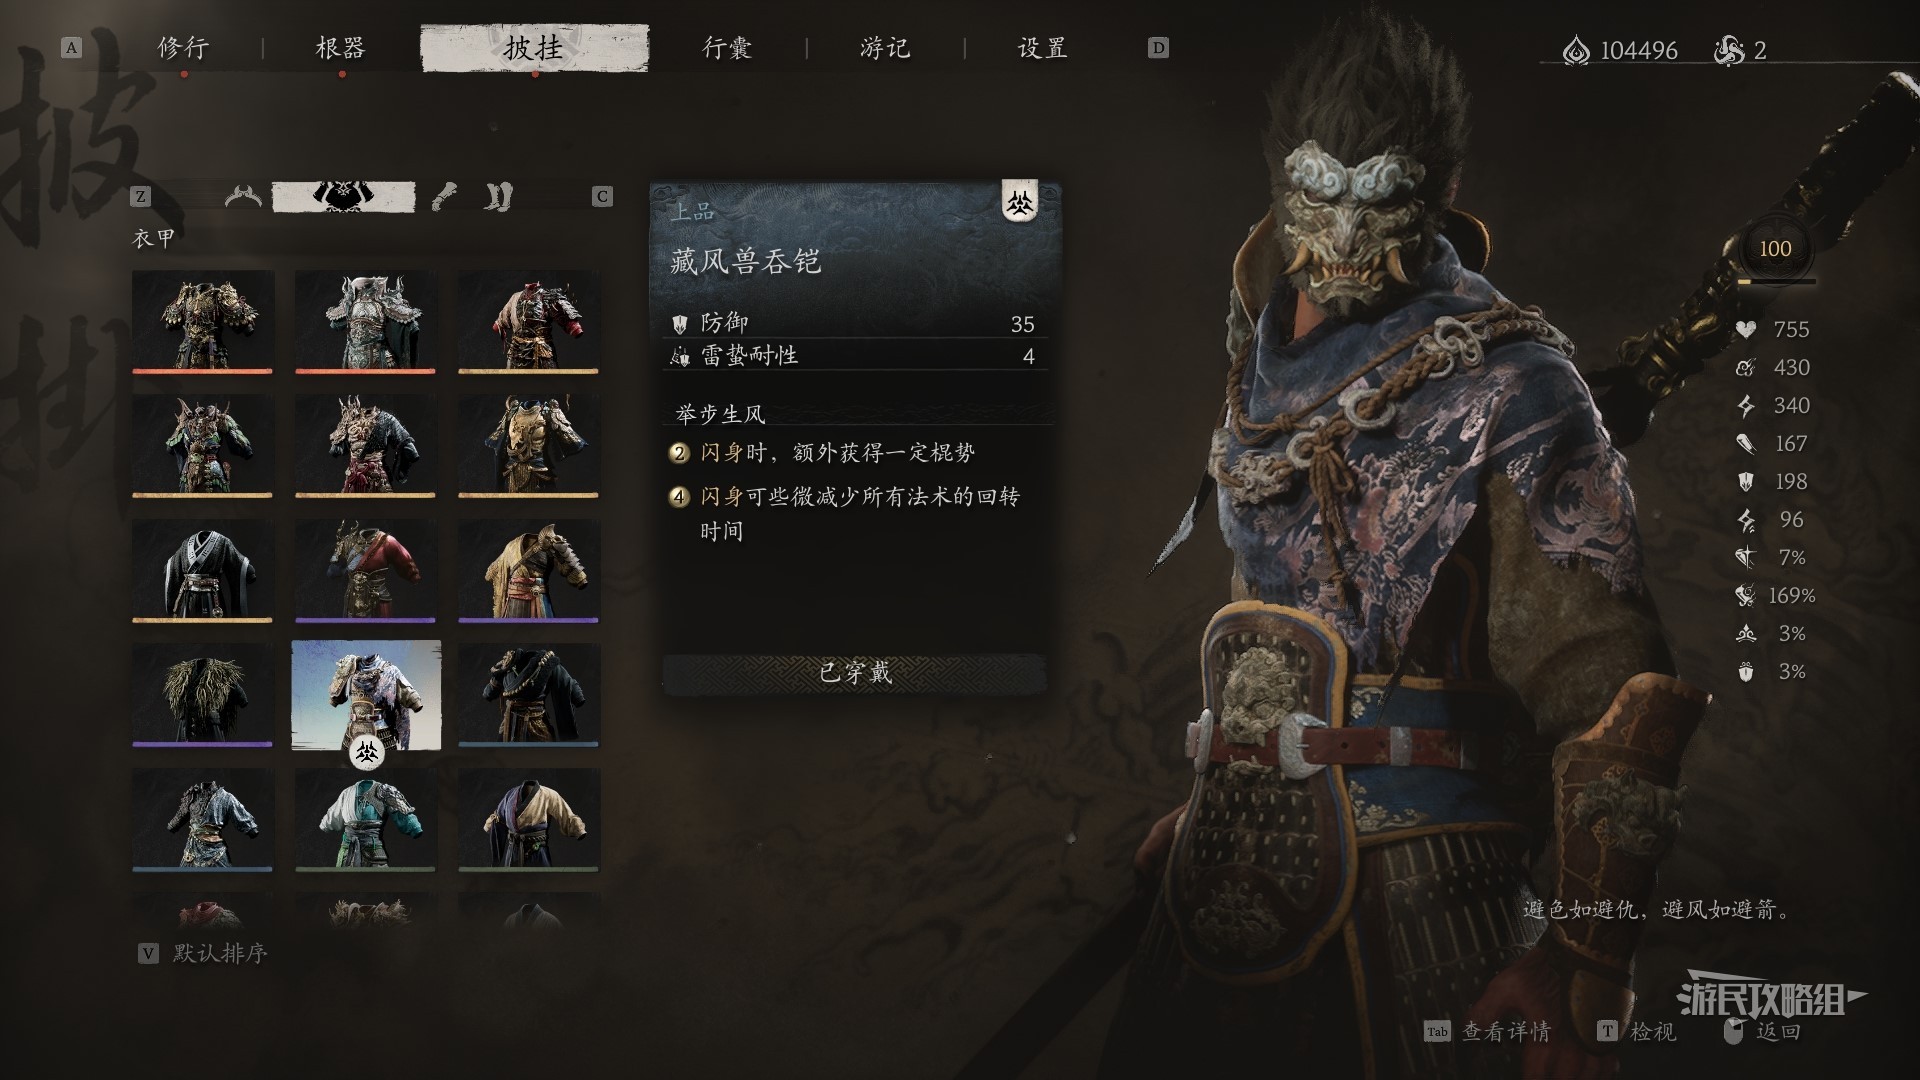 A 修行 根器 披挂 行囊 游记 设置 D
104496 2
披挂
Z C
衣甲
上品
藏风兽吞铠
防御 35
雷蛰耐性 4
举步生风
2 闪身时，额外获得一定棍势
4 闪身可些微减少所有法术的回转
时间
已穿戴
100
755
430
340
167
198
96
7%
169%
3%
3%
避色如避仇，避风如避箭。
V 默认排序
游民攻略组
Tab 查看详情 T 检视 返回